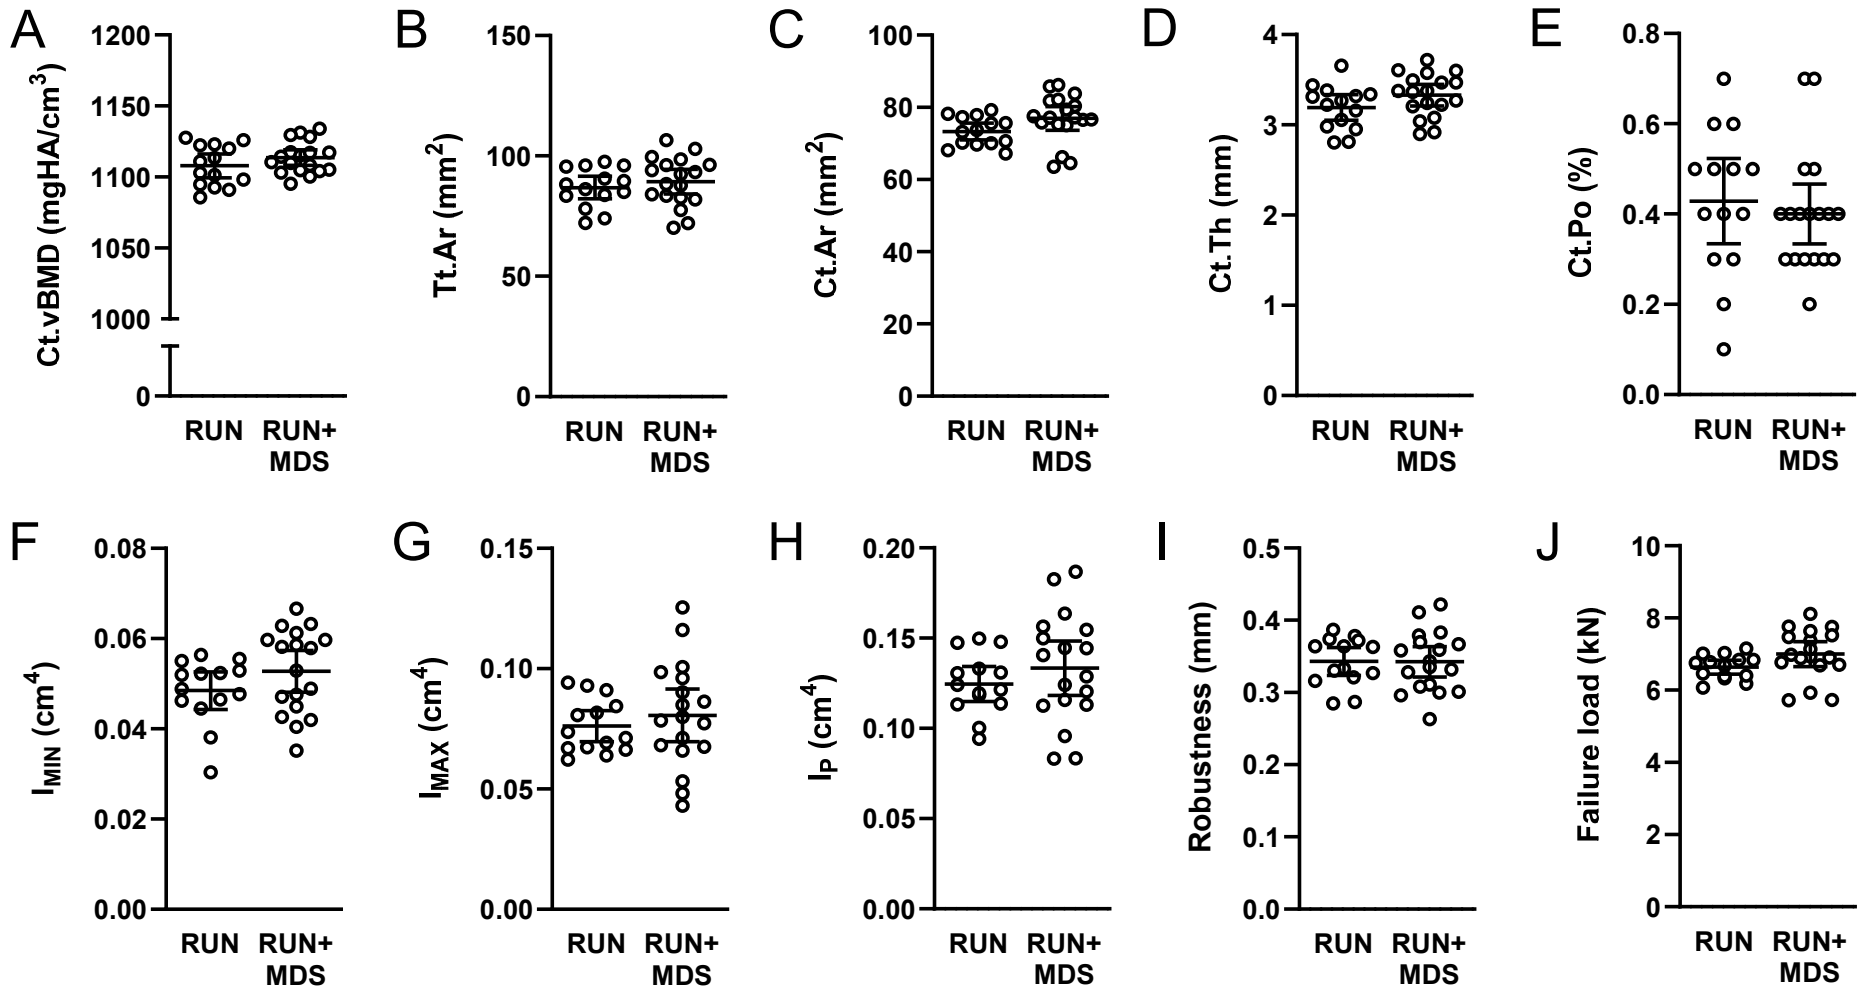 A
Ct.vBMD (mgHA/cm³)
1200
1150
1100
1050
1000
0
RUN
RUN+
MDS
B
Tt.Ar (mm²)
150
100
50
0
RUN
RUN+
MDS
C
Ct.Ar (mm²)
100
80
60
40
20
0
RUN
RUN+
MDS
D
Ct.Th (mm)
4
3
2
1
0
RUN
RUN+
MDS
E
Ct.Po (%)
0.8
0.6
0.4
0.2
0.0
RUN
RUN+
MDS
F
I_MIN (cm⁴)
0.08
0.06
0.04
0.02
0.00
RUN
RUN+
MDS
G
I_MAX (cm⁴)
0.15
0.10
0.05
0.00
RUN
RUN+
MDS
H
I_P (cm⁴)
0.20
0.15
0.10
0.05
0.00
RUN
RUN+
MDS
I
Robustness (mm)
0.5
0.4
0.3
0.2
0.1
0.0
RUN
RUN+
MDS
J
Failure load (kN)
10
8
6
4
2
0
RUN
RUN+
MDS